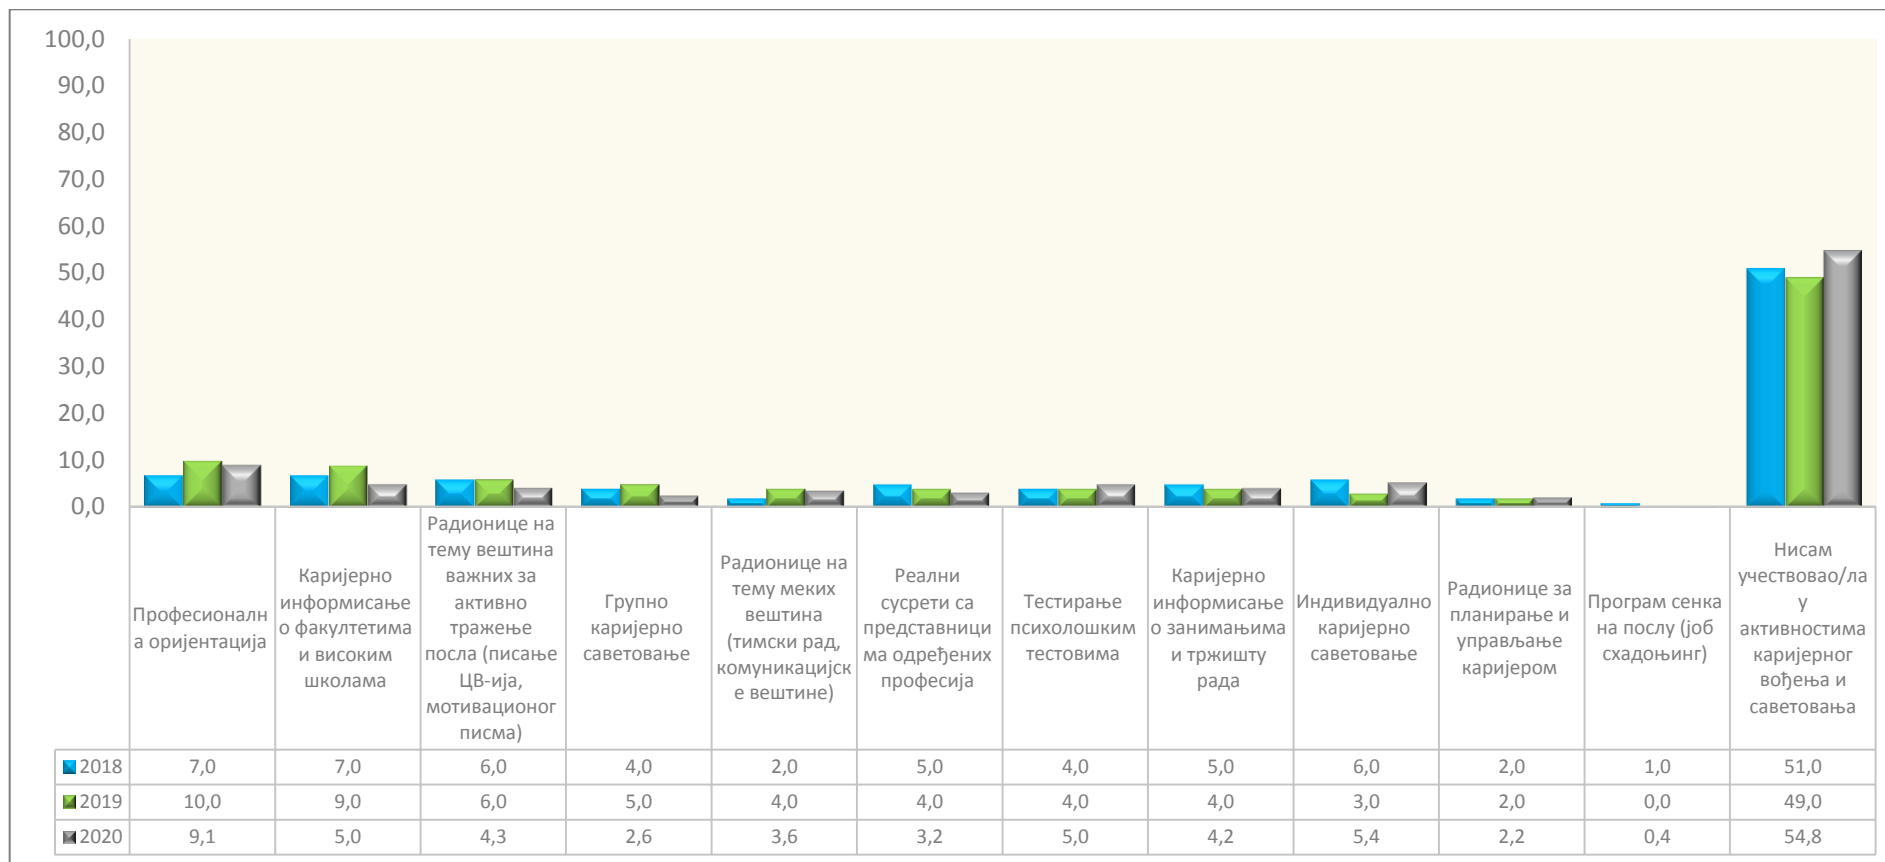 100,0
90,0
80,0
70,0
60,0
50,0
40,0
30,0
20,0
10,0
0,0
Професионалн
а оријентација
Каријерно
информисање
о факултетима
и високим
школама
Радионице на
тему вештина
важних за
активно
тражење
посла (писање
ЦВ-ија,
мотивационог
писма)
Групно
каријерно
саветовање
Радионице на
тему меких
вештина
(тимски рад,
комуникацијск
е вештине)
Реални
сусрети са
представници
ма одређених
професија
Тестирање
психолошким
тестовима
Каријерно
информисање
о занимањима
и тржишту
рада
Индивидуално
каријерно
саветовање
Радионице за
планирање и
управљање
каријером
Програм сенка
на послу (јоб
схадоњинг)
Нисам
учествовао/ла
у
активностима
каријерног
вођења и
саветовања
2018 7,0 7,0 6,0 4,0 2,0 5,0 4,0 5,0 6,0 2,0 1,0 51,0
2019 10,0 9,0 6,0 5,0 4,0 4,0 4,0 4,0 3,0 2,0 0,0 49,0
2020 9,1 5,0 4,3 2,6 3,6 3,2 5,0 4,2 5,4 2,2 0,4 54,8